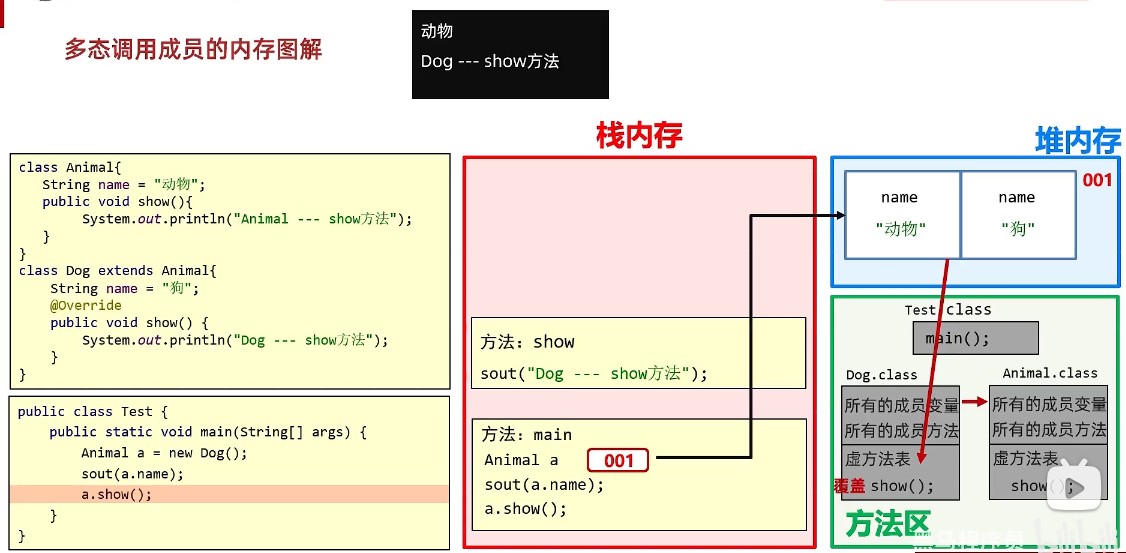 多态调用成员的内存图解
动物
Dog --- show方法
class Animal{
String name = "动物";
public void show(){
System.out.println("Animal --- show方法");
}
}
class Dog extends Animal{
String name = "狗";
@Override
public void show() {
System.out.println("Dog --- show方法");
}
}
public class Test {
public static void main(String[] args) {
Animal a = new Dog();
sout(a.name);
a.show();
}
}
栈内存
方法：show
sout("Dog --- show方法");
方法：main
Animal a 001
sout(a.name);
a.show();
堆内存
001
name name
"动物" "狗"
Test.class
main();
Dog.class Animal.class
所有的成员变量 所有的成员变量
所有的成员方法 所有的成员方法
虚方法表 虚方法表
覆盖 show(); show();
方法区